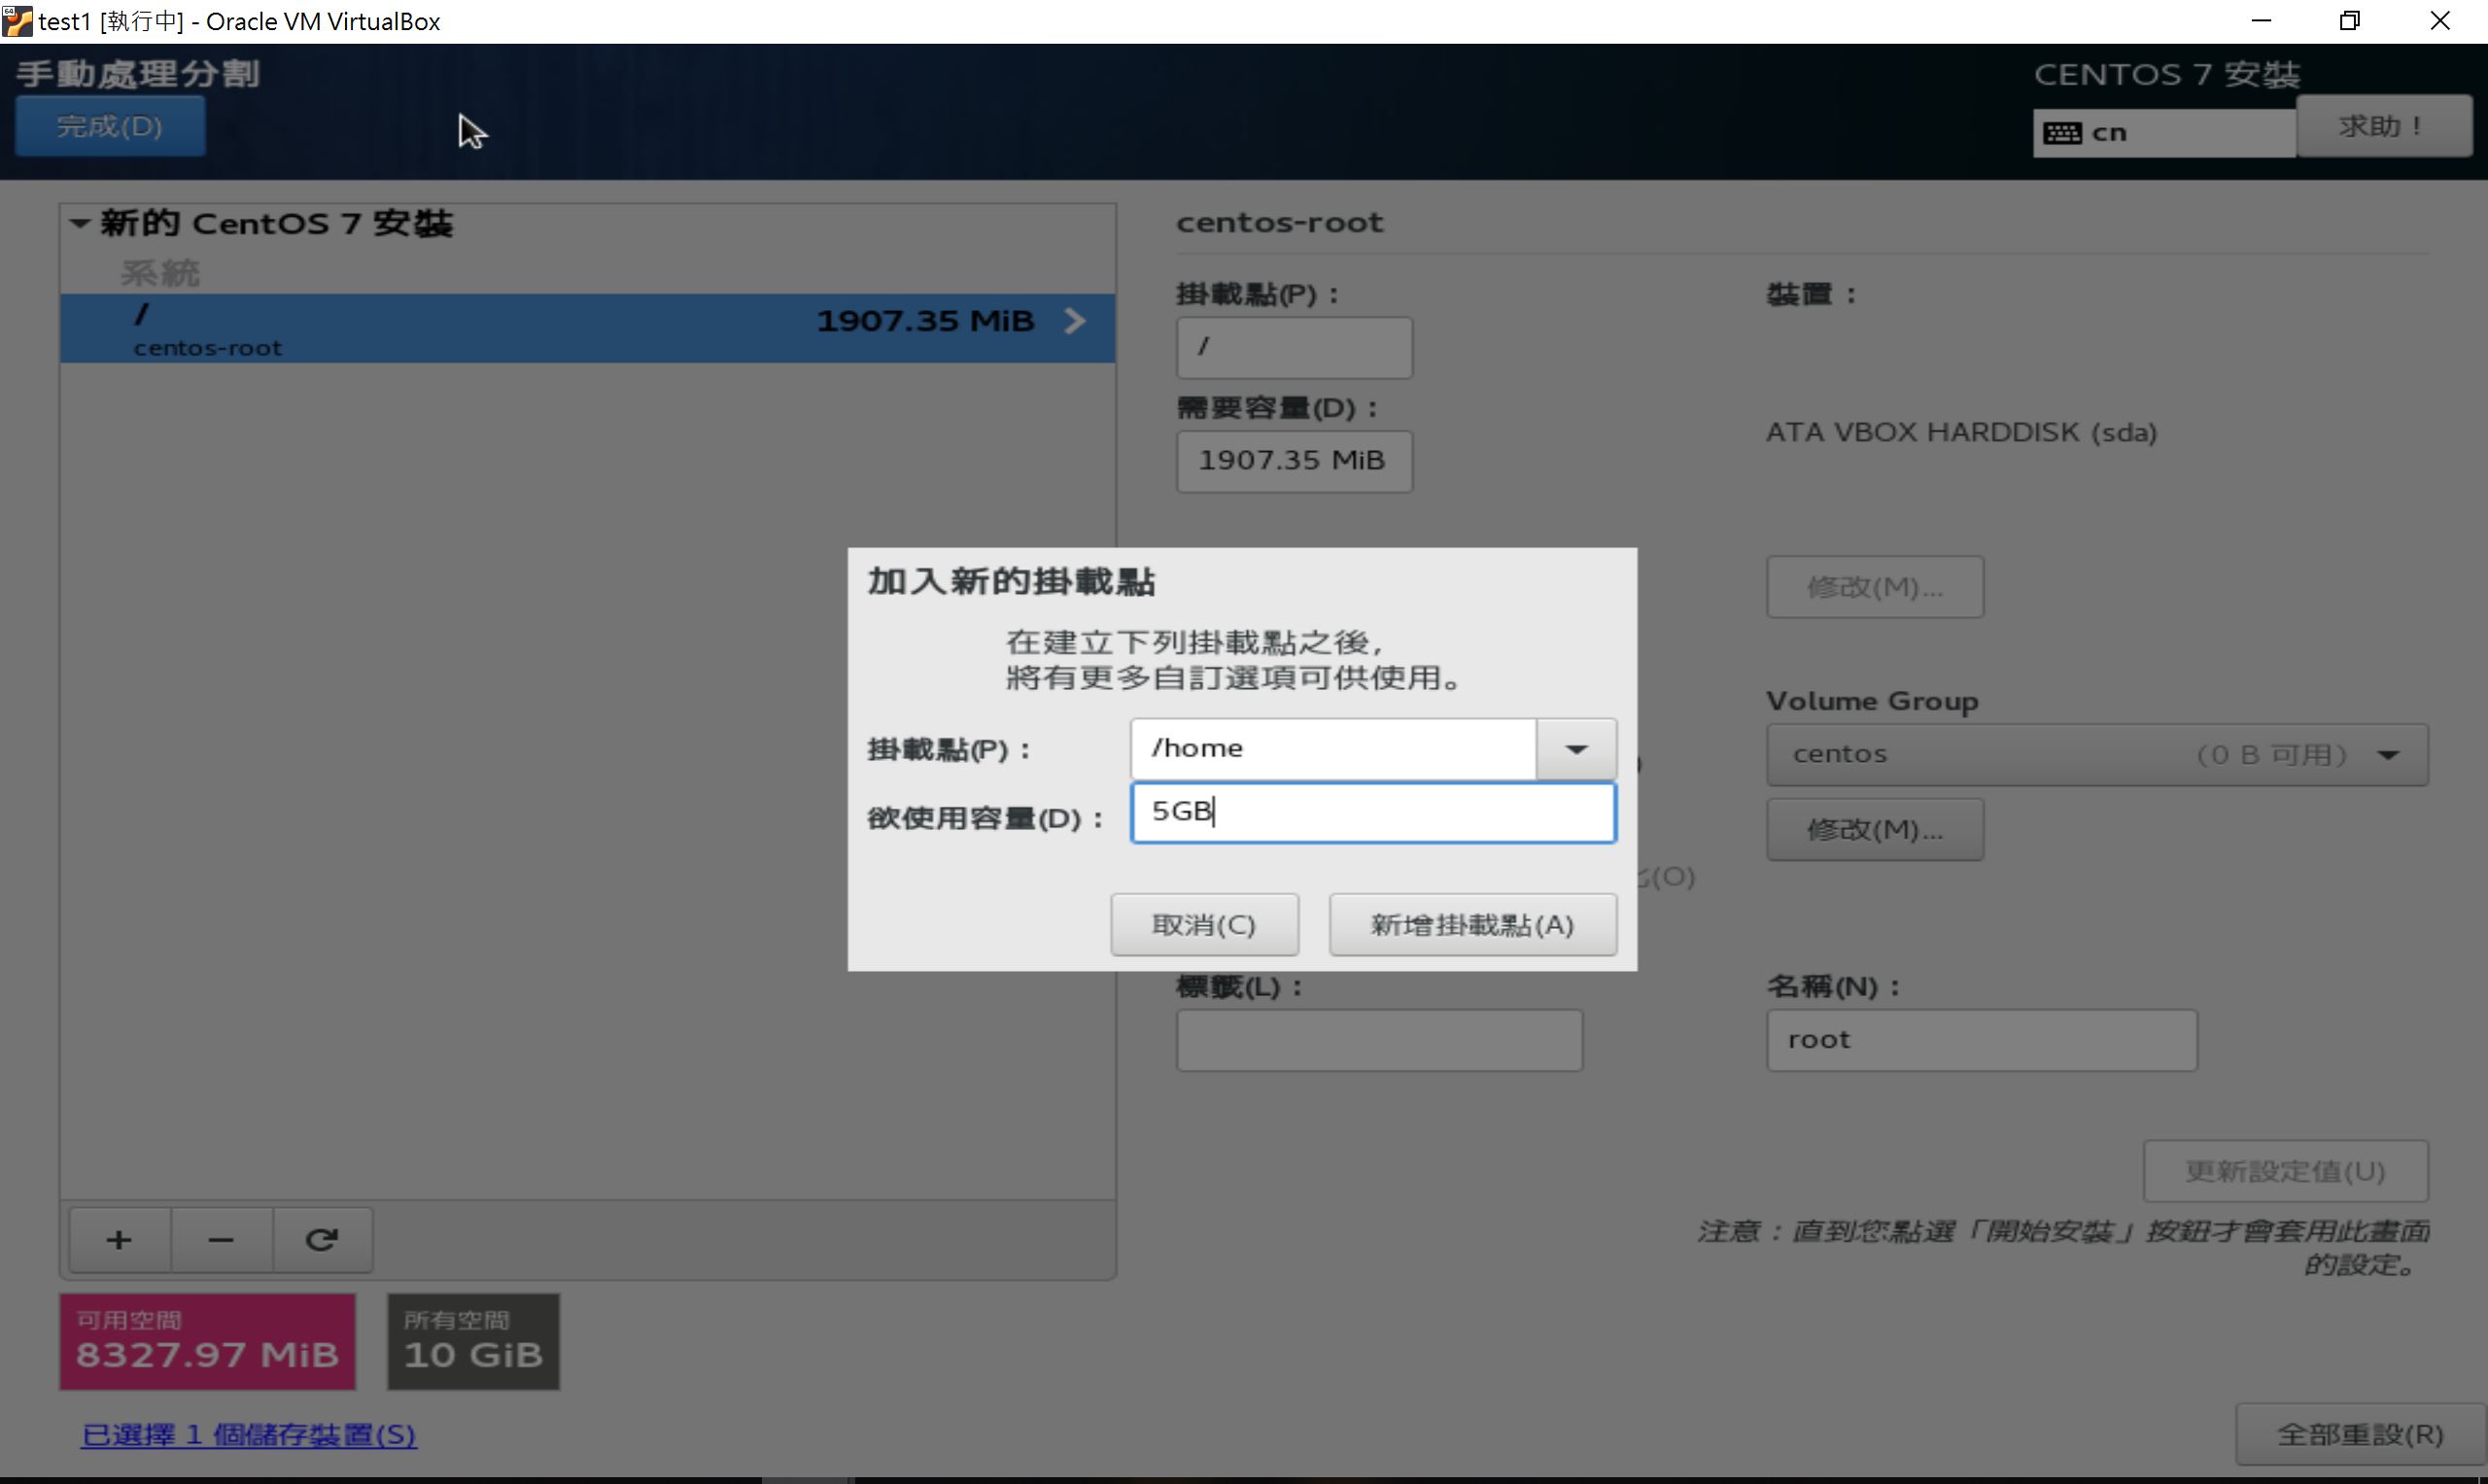 test1 [執行中] - Oracle VM VirtualBox
手動處理分割
完成(D)
CENTOS 7 安裝
cn
求助！
新的 CentOS 7 安裝
系統
/
1907.35 MiB
centos-root
centos-root
掛載點(P)：
/
需要容量(D)：
1907.35 MiB
裝置：
ATA VBOX HARDDISK (sda)
修改(M)...
Volume Group
centos
(0 B 可用)
修改(M)...
(O)
加入新的掛載點
在建立下列掛載點之後,
將有更多自訂選項可供使用。
掛載點(P)：
/home
欲使用容量(D)：
5GB
取消(C)
新增掛載點(A)
標籤(L)：
名稱(N)：
root
更新設定值(U)
注意：直到您點選「開始安裝」按鈕才會套用此畫面
的設定。
+
−
可用空間
8327.97 MiB
所有空間
10 GiB
已選擇 1 個儲存裝置(S)
全部重設(R)